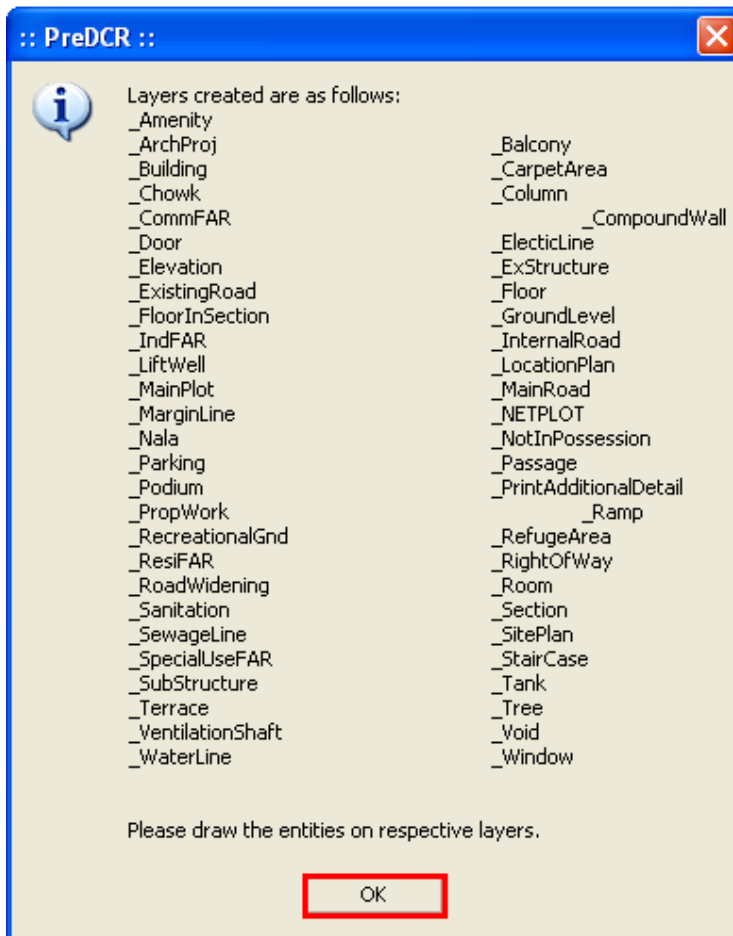 :: PreDCR ::
Layers created are as follows:
_Amenity
_ArchProj _Balcony
_Building _CarpetArea
_Chowk _Column
_CommFAR _CompoundWall
_Door _ElecticLine
_Elevation _ExStructure
_ExistingRoad _Floor
_FloorInSection _GroundLevel
_IndFAR _InternalRoad
_LiftWell _LocationPlan
_MainPlot _MainRoad
_MarginLine _NETPLOT
_Nala _NotInPossession
_Parking _Passage
_Podium _PrintAdditionalDetail
_PropWork _Ramp
_RecreationalGnd _RefugeArea
_ResiFAR _RightOfWay
_RoadWidening _Room
_Sanitation _Section
_SewageLine _SitePlan
_SpecialUseFAR _StairCase
_SubStructure _Tank
_Terrace _Tree
_VentilationShaft _Void
_WaterLine _Window
Please draw the entities on respective layers.
OK